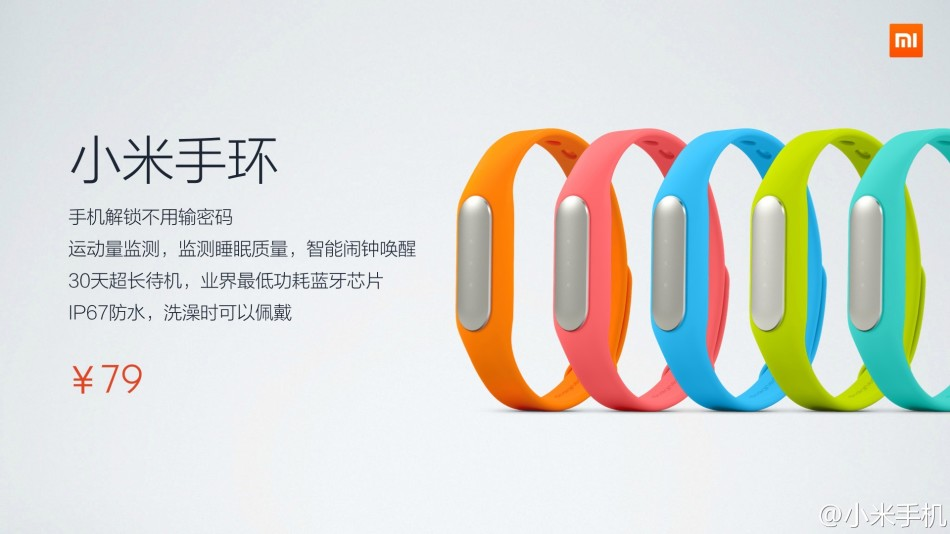 mi
小米手环
手机解锁不用输密码
运动量监测，监测睡眠质量，智能闹钟唤醒
30天超长待机，业界最低功耗蓝牙芯片
IP67防水，洗澡时可以佩戴
￥79
@小米手机